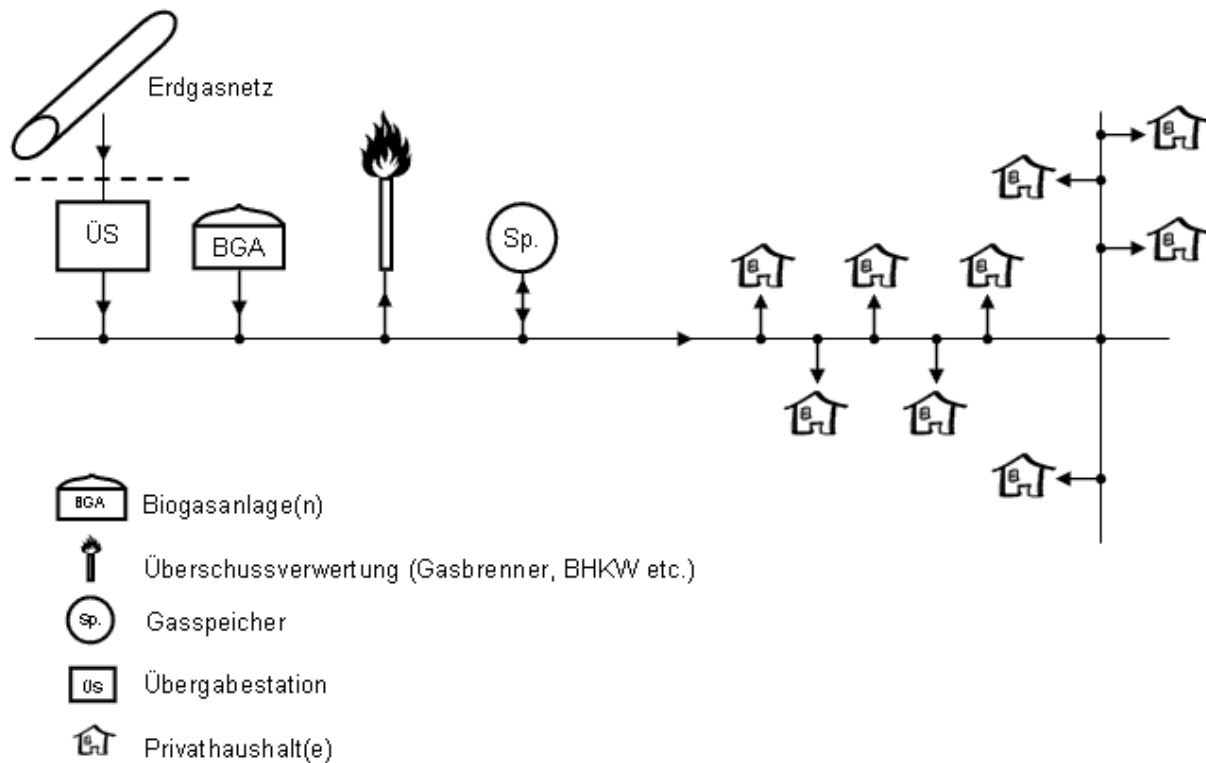 Erdgasnetz
ÜS
BGA
Sp.
BGA Biogasanlage(n)
Überschussverwertung (Gasbrenner, BHKW etc.)
Sp. Gasspeicher
ÜS Übergabestation
Privathaushalt(e)